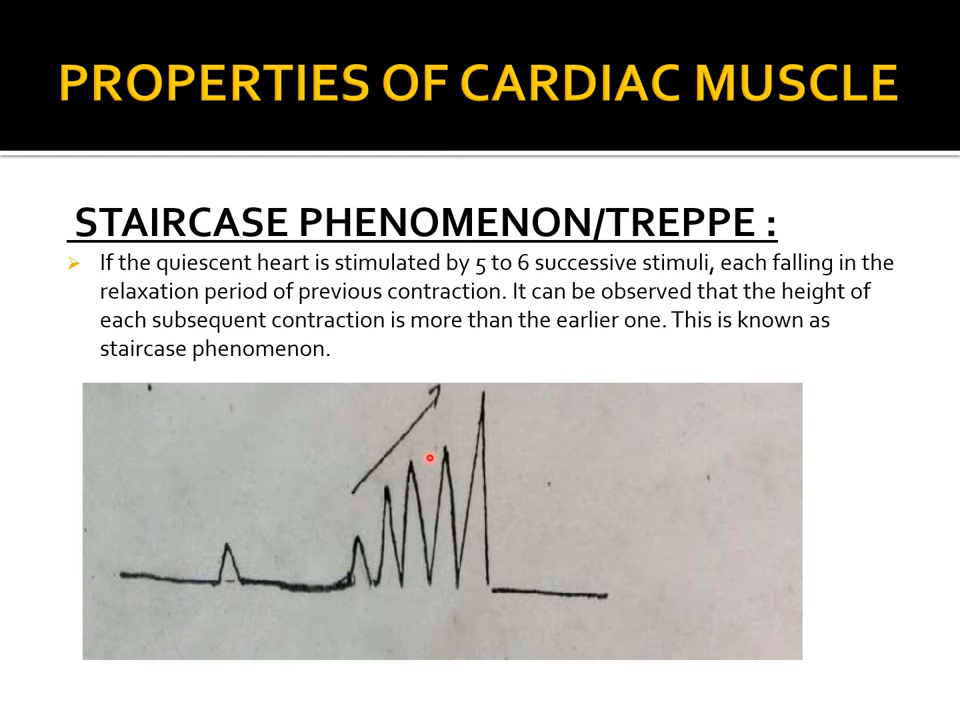 PROPERTIES OF CARDIAC MUSCLE
STAIRCASE PHENOMENON/TREPPE :
If the quiescent heart is stimulated by 5 to 6 successive stimuli, each falling in the
relaxation period of previous contraction. It can be observed that the height of
each subsequent contraction is more than the earlier one. This is known as
staircase phenomenon.